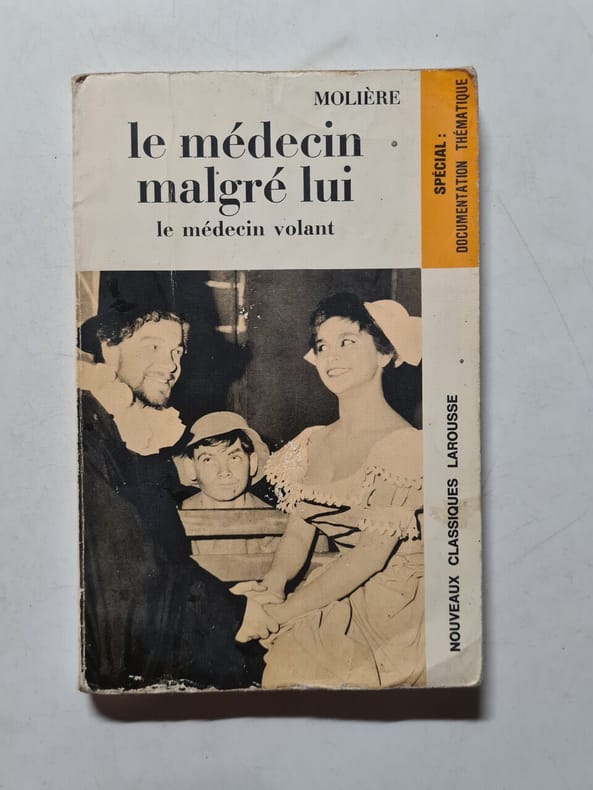 MOLIÈRE
le médecin
malgré lui
le médecin volant
SPÉCIAL :
DOCUMENTATION THÉMATIQUE
NOUVEAUX CLASSIQUES LAROUSSE